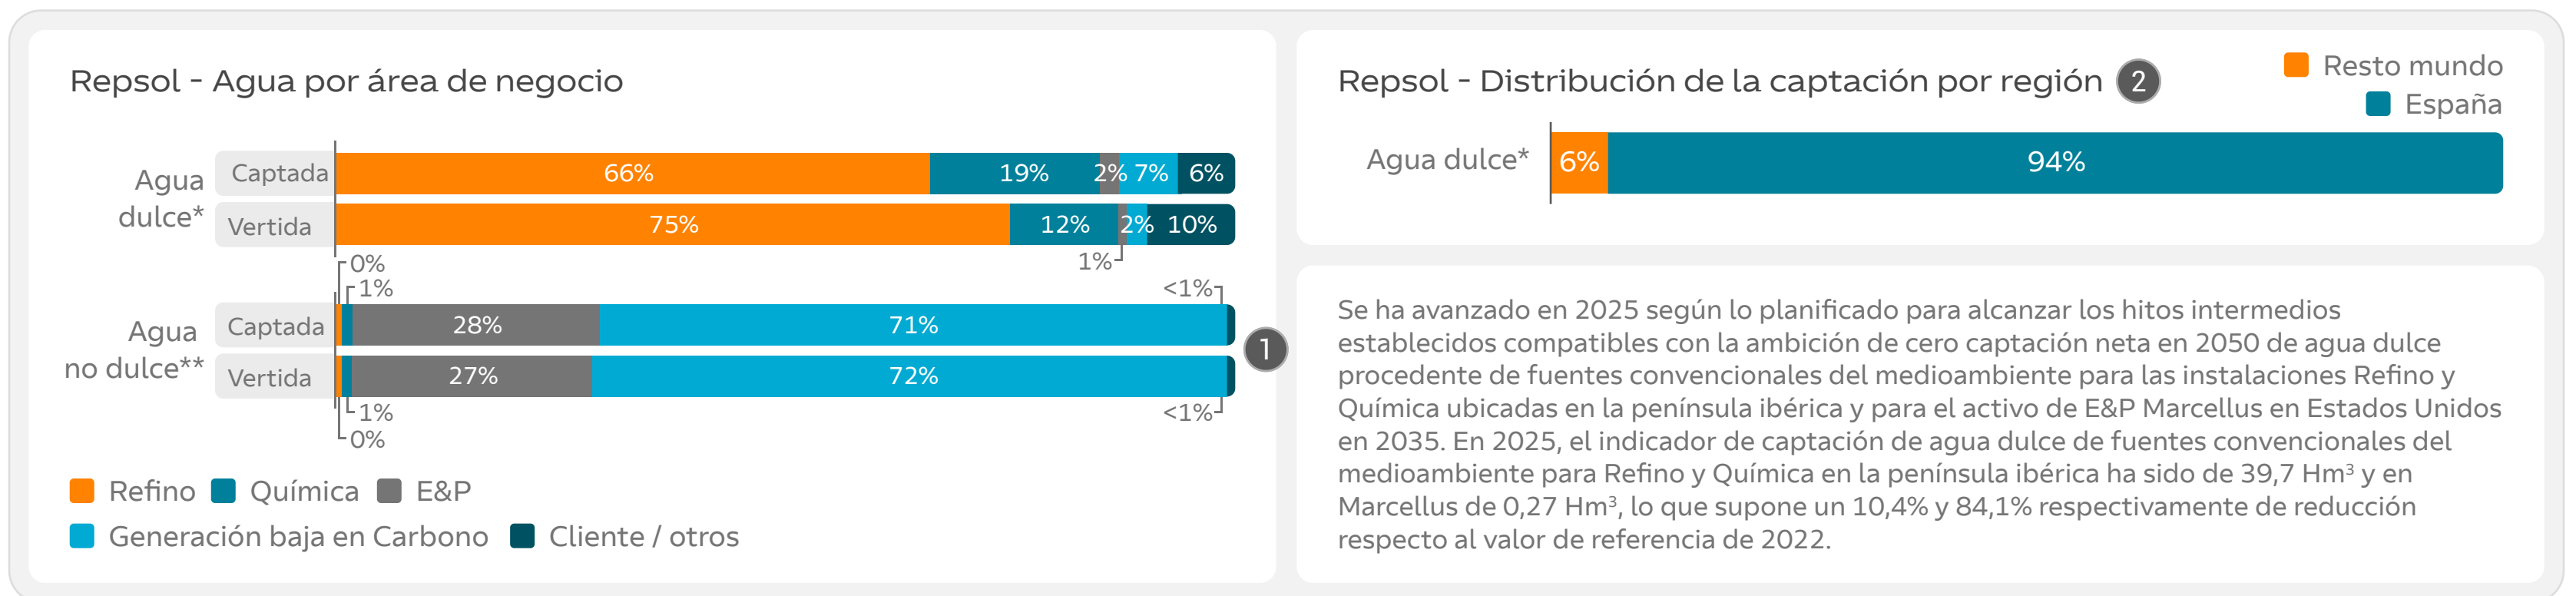 Repsol - Agua por área de negocio
Agua
dulce*
Captada
66%
19%
2%
7%
6%
Vertida
75%
12%
2%
10%
1%
0%
1%
<1%
Agua
no dulce**
Captada
28%
71%
Vertida
27%
72%
1%
0%
<1%
1
Refino
Química
E&P
Generación baja en Carbono
Cliente / otros
Repsol - Distribución de la captación por región
2
Resto mundo
España
Agua dulce*
6%
94%
Se ha avanzado en 2025 según lo planificado para alcanzar los hitos intermedios
establecidos compatibles con la ambición de cero captación neta en 2050 de agua dulce
procedente de fuentes convencionales del medioambiente para las instalaciones Refino y
Química ubicadas en la península ibérica y para el activo de E&P Marcellus en Estados Unidos
en 2035. En 2025, el indicador de captación de agua dulce de fuentes convencionales del
medioambiente para Refino y Química en la península ibérica ha sido de 39,7 Hm³ y en
Marcellus de 0,27 Hm³, lo que supone un 10,4% y 84,1% respectivamente de reducción
respecto al valor de referencia de 2022.